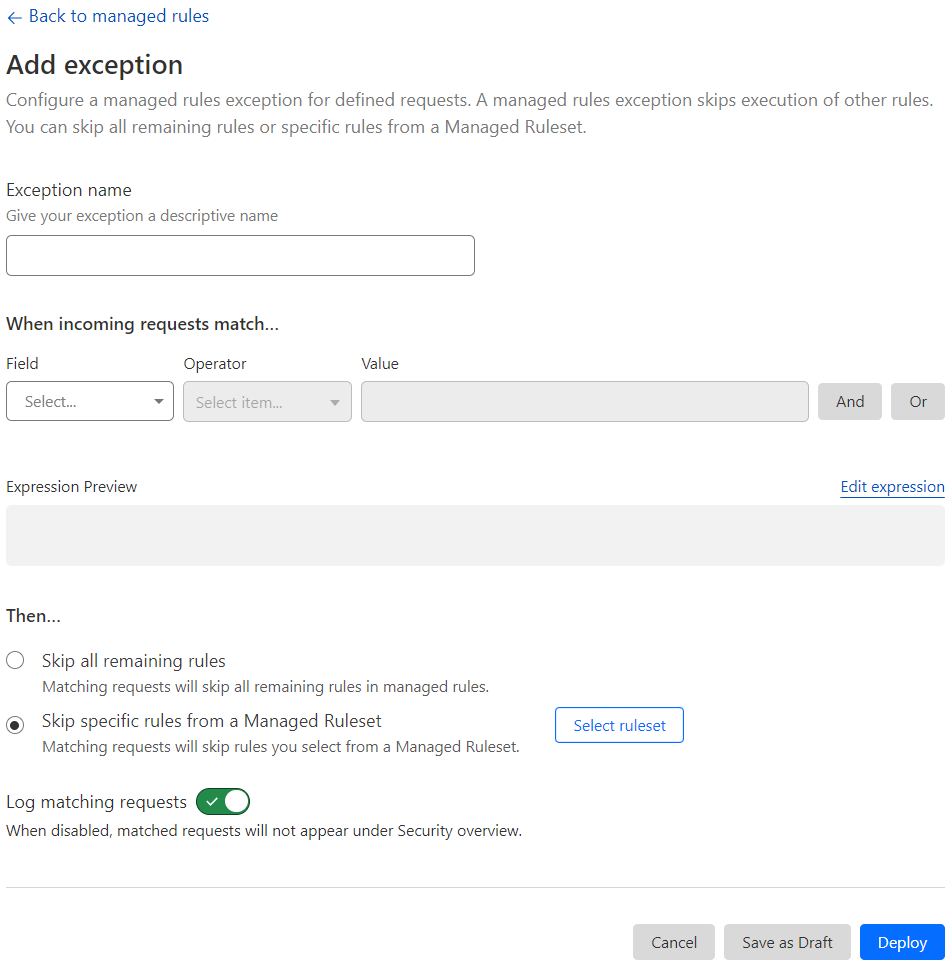 ← Back to managed rules
Add exception
Configure a managed rules exception for defined requests. A managed rules exception skips execution of other rules.
You can skip all remaining rules or specific rules from a Managed Ruleset.
Exception name
Give your exception a descriptive name
When incoming requests match...
Field Operator Value
Select... Select item... And Or
Expression Preview Edit expression
Then...
Skip all remaining rules
Matching requests will skip all remaining rules in managed rules.
Skip specific rules from a Managed Ruleset
Matching requests will skip rules you select from a Managed Ruleset.
Select ruleset
Log matching requests
When disabled, matched requests will not appear under Security overview.
Cancel Save as Draft Deploy